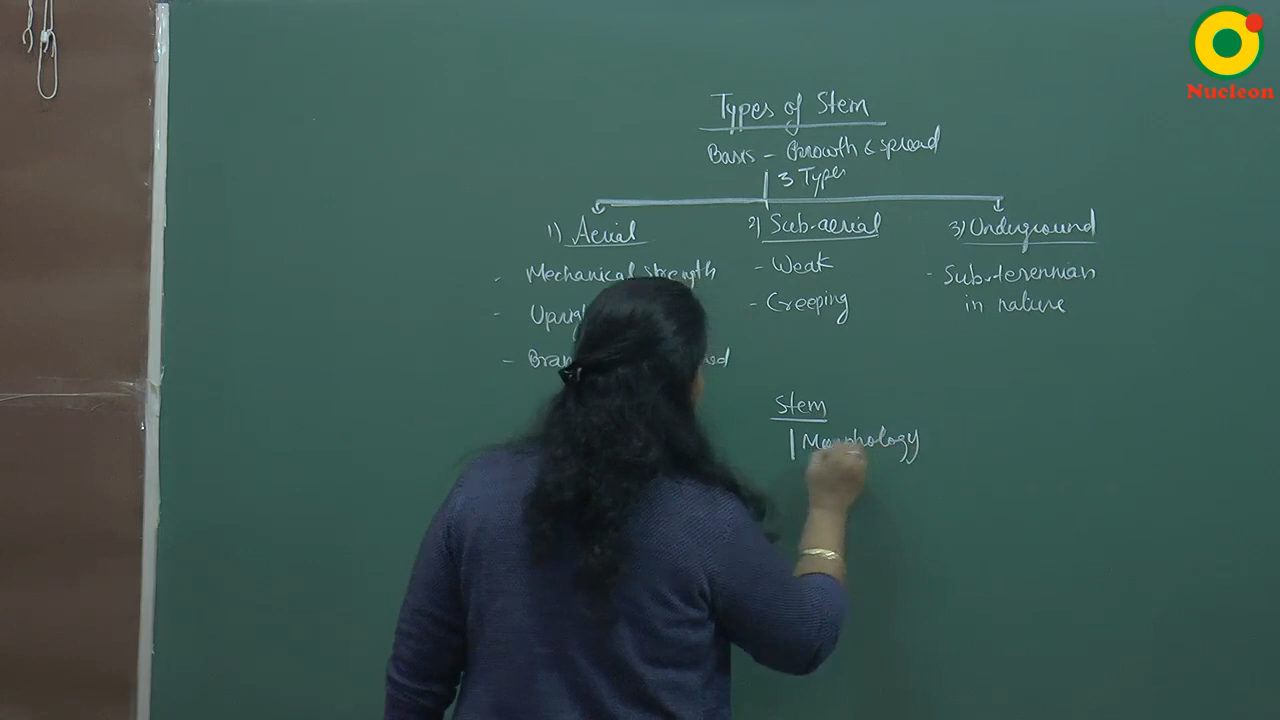 Nucleon
Types of Stem
Basis - Growth & spread
3 Types
1) Aerial
- Mechanical strength
-
-
2) Sub-aerial
- Weak
- Creeping
3) Underground
- Sub-terennian
in nature
Stem
Morphology